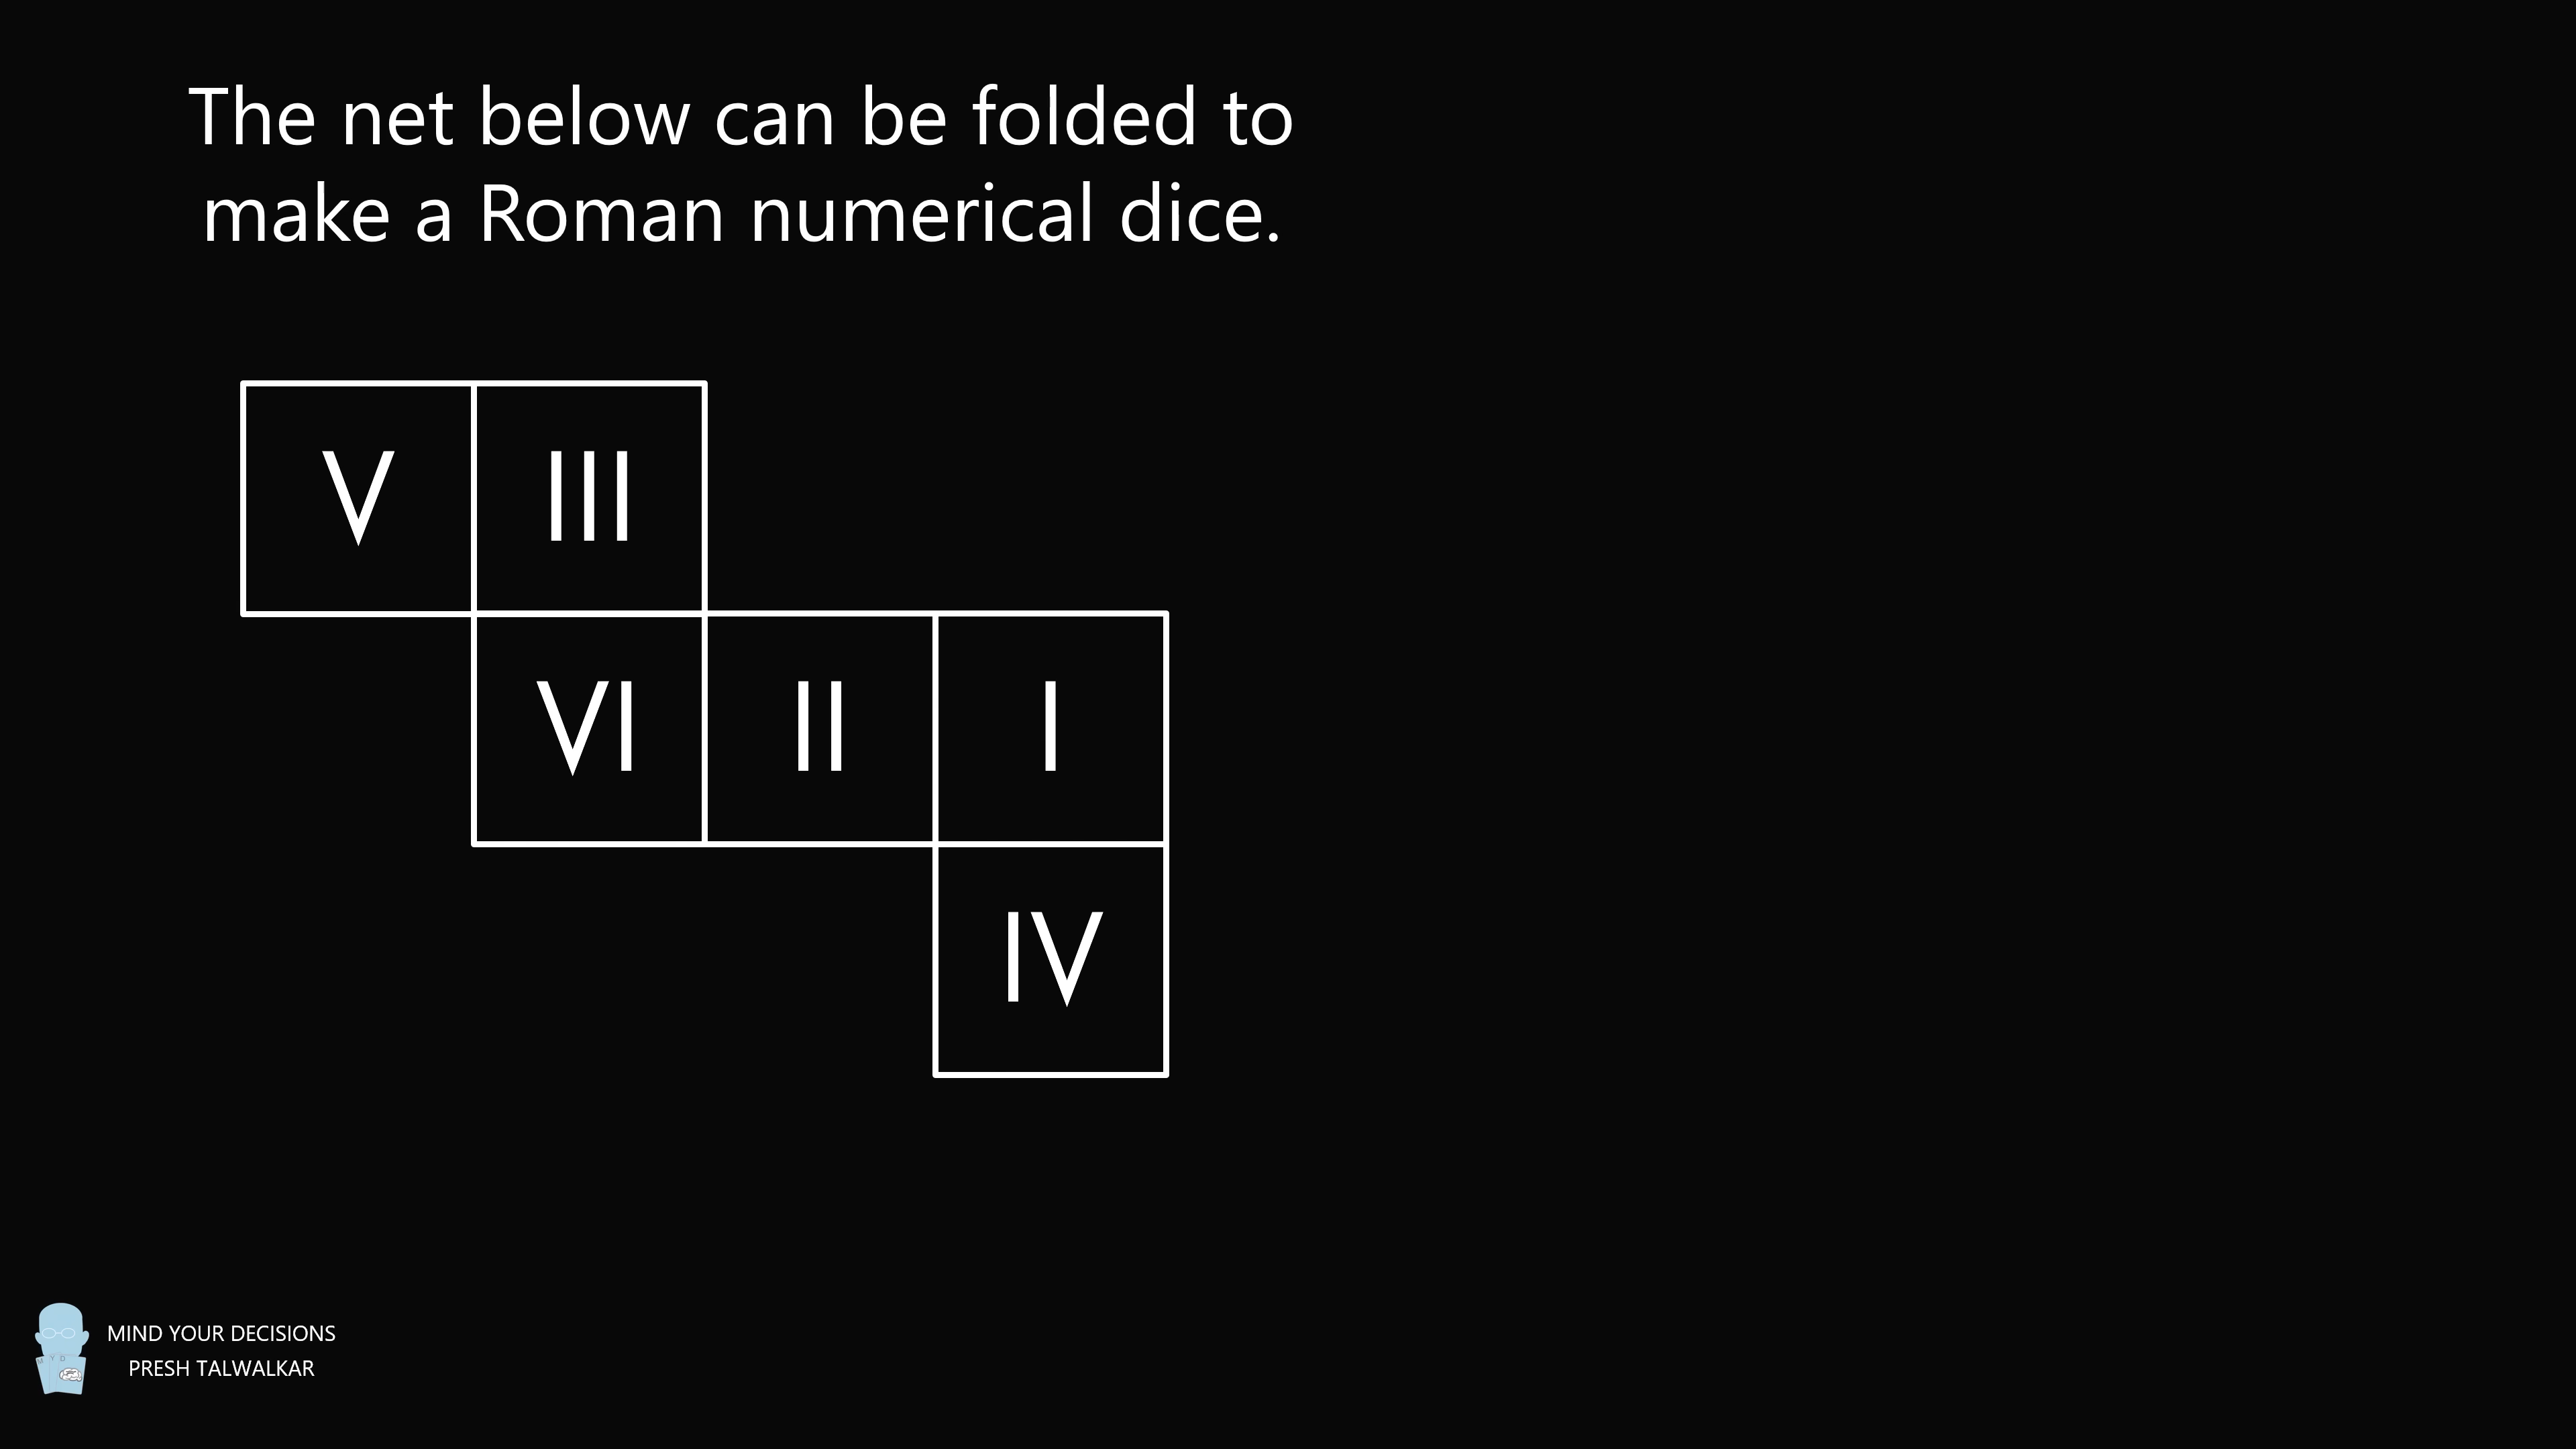 The net below can be folded to
make a Roman numerical dice.
V III
VI II I
IV
MIND YOUR DECISIONS
PRESH TALWALKAR